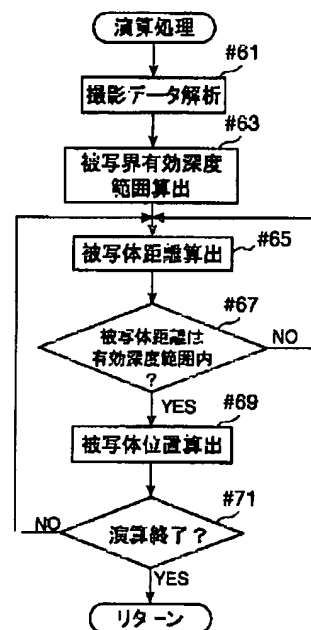 演算処理
#61
撮影データ解析
#63
被写界有効深度
範囲算出
#65
被写体距離算出
#67
被写体距離は
有効深度範囲内
?
NO
YES
#69
被写体位置算出
#71
演算終了?
NO
YES
リターン